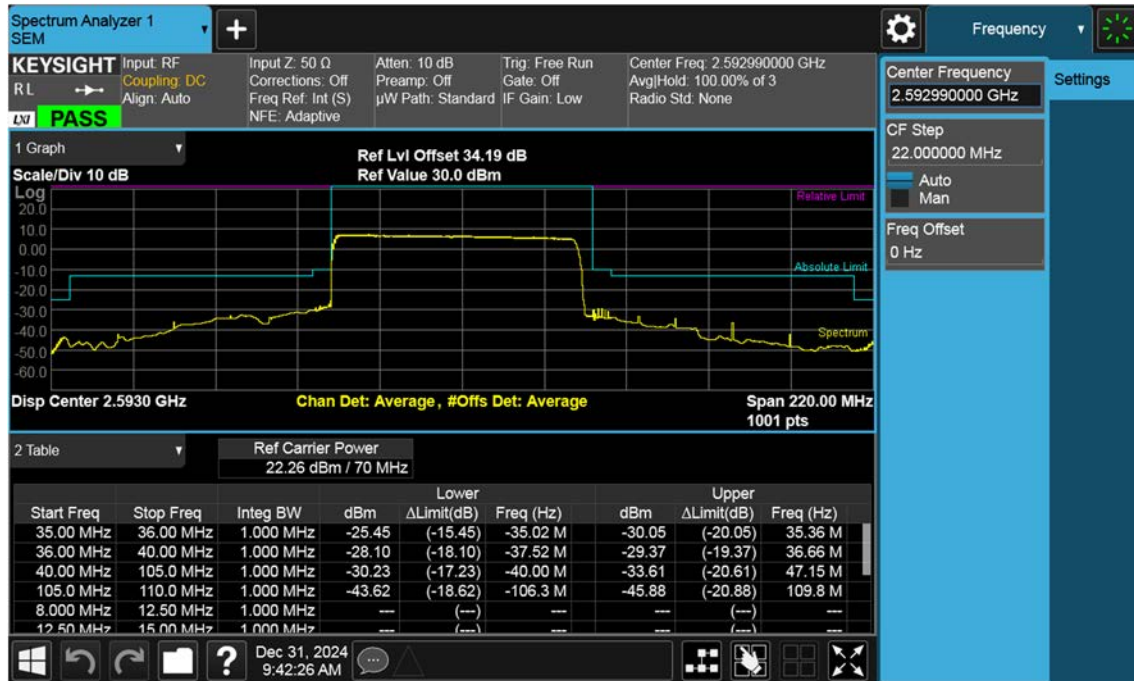 Spectrum Analyzer 1
SEM
+
Frequency
KEYSIGHT
R L
LXI
PASS
Input: RF
Coupling: DC
Align: Auto
Input Z: 50 Ω
Corrections: Off
Freq Ref: Int (S)
NFE: Adaptive
Atten: 10 dB
Preamp: Off
µW Path: Standard
Trig: Free Run
Gate: Off
IF Gain: Low
Center Freq: 2.592990000 GHz
Avg|Hold: 100.00% of 3
Radio Std: None
Center Frequency
2.592990000 GHz
Settings
CF Step
22.000000 MHz
Auto
Man
Freq Offset
0 Hz
1 Graph
Scale/Div 10 dB
Ref Lvl Offset 34.19 dB
Ref Value 30.0 dBm
Log
20.0
10.0
0.00
-10.0
-20.0
-30.0
-40.0
-50.0
-60.0
Relative Limit
Absolute Limit
Spectrum
Disp Center 2.5930 GHz
Chan Det: Average, #Offs Det: Average
Span 220.00 MHz
1001 pts
2 Table
Ref Carrier Power
22.26 dBm / 70 MHz
Lower Upper
Start Freq Stop Freq Integ BW dBm ΔLimit(dB) Freq (Hz) dBm ΔLimit(dB) Freq (Hz)
35.00 MHz 36.00 MHz 1.000 MHz -25.45 (-15.45) -35.02 M -30.05 (-20.05) 35.36 M
36.00 MHz 40.00 MHz 1.000 MHz -28.10 (-18.10) -37.52 M -29.37 (-19.37) 36.66 M
40.00 MHz 105.0 MHz 1.000 MHz -30.23 (-17.23) -40.00 M -33.61 (-20.61) 47.15 M
105.0 MHz 110.0 MHz 1.000 MHz -43.62 (-18.62) -106.3 M -45.88 (-20.88) 109.8 M
8.000 MHz 12.50 MHz 1.000 MHz --- (---) --- --- (---) ---
12.50 MHz 15.00 MHz 1.000 MHz --- (---) --- --- (---) ---
?
Dec 31, 2024
9:42:26 AM